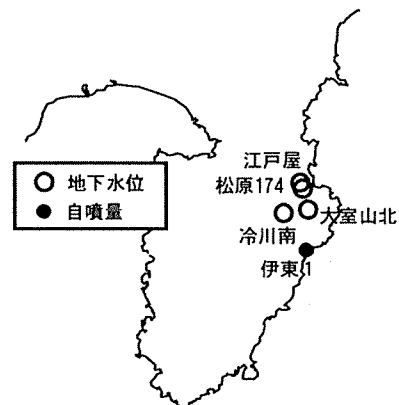 江戸屋
松原174
地下水位
自噴量
大室山北
冷川南
伊東1